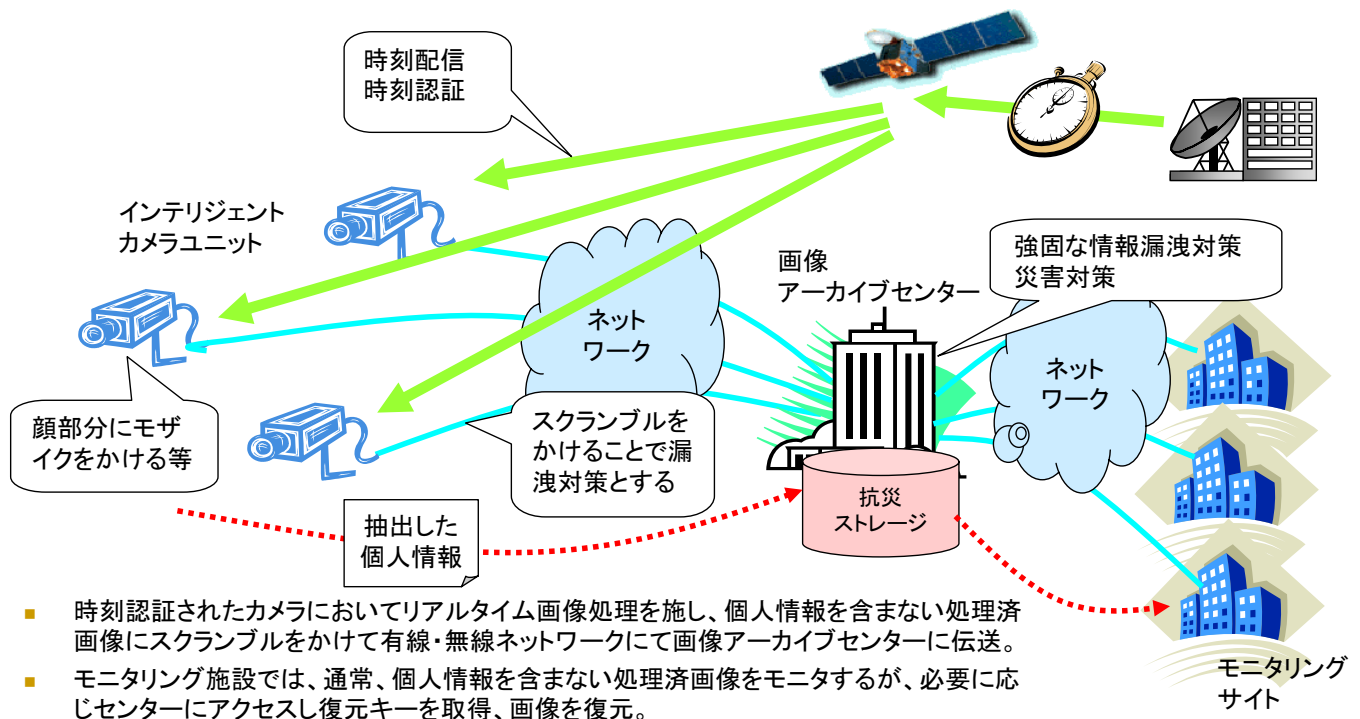 時刻配信
時刻認証
インテリジェント
カメラユニット
強固な情報漏洩対策
災害対策
画像
アーカイブセンター
ネット
ワーク
ネット
ワーク
顔部分にモザ
イクをかける等
スクランブルを
かけることで漏
洩対策とする
抗災
ストレージ
抽出した
個人情報
モニタリング
サイト
■ 時刻認証されたカメラにおいてリアルタイム画像処理を施し、個人情報を含まない処理済
画像にスクランブルをかけて有線・無線ネットワークにて画像アーカイブセンターに伝送。
■ モニタリング施設では、通常、個人情報を含まない処理済画像をモニタするが、必要に応
じセンターにアクセスし復元キーを取得、画像を復元。